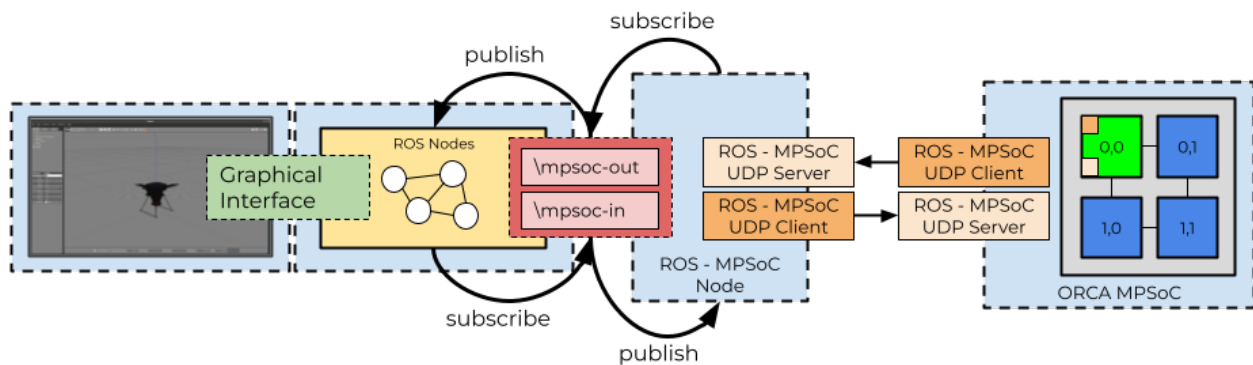 subscribe
publish
ROS Nodes
Graphical
Interface
\mpsoc-out
\mpsoc-in
subscribe
publish
ROS - MPSoC
UDP Server
ROS - MPSoC
UDP Client
ROS - MPSoC
Node
ROS - MPSoC
UDP Client
ROS - MPSoC
UDP Server
0,0
0,1
1,0
1,1
ORCA MPSoC